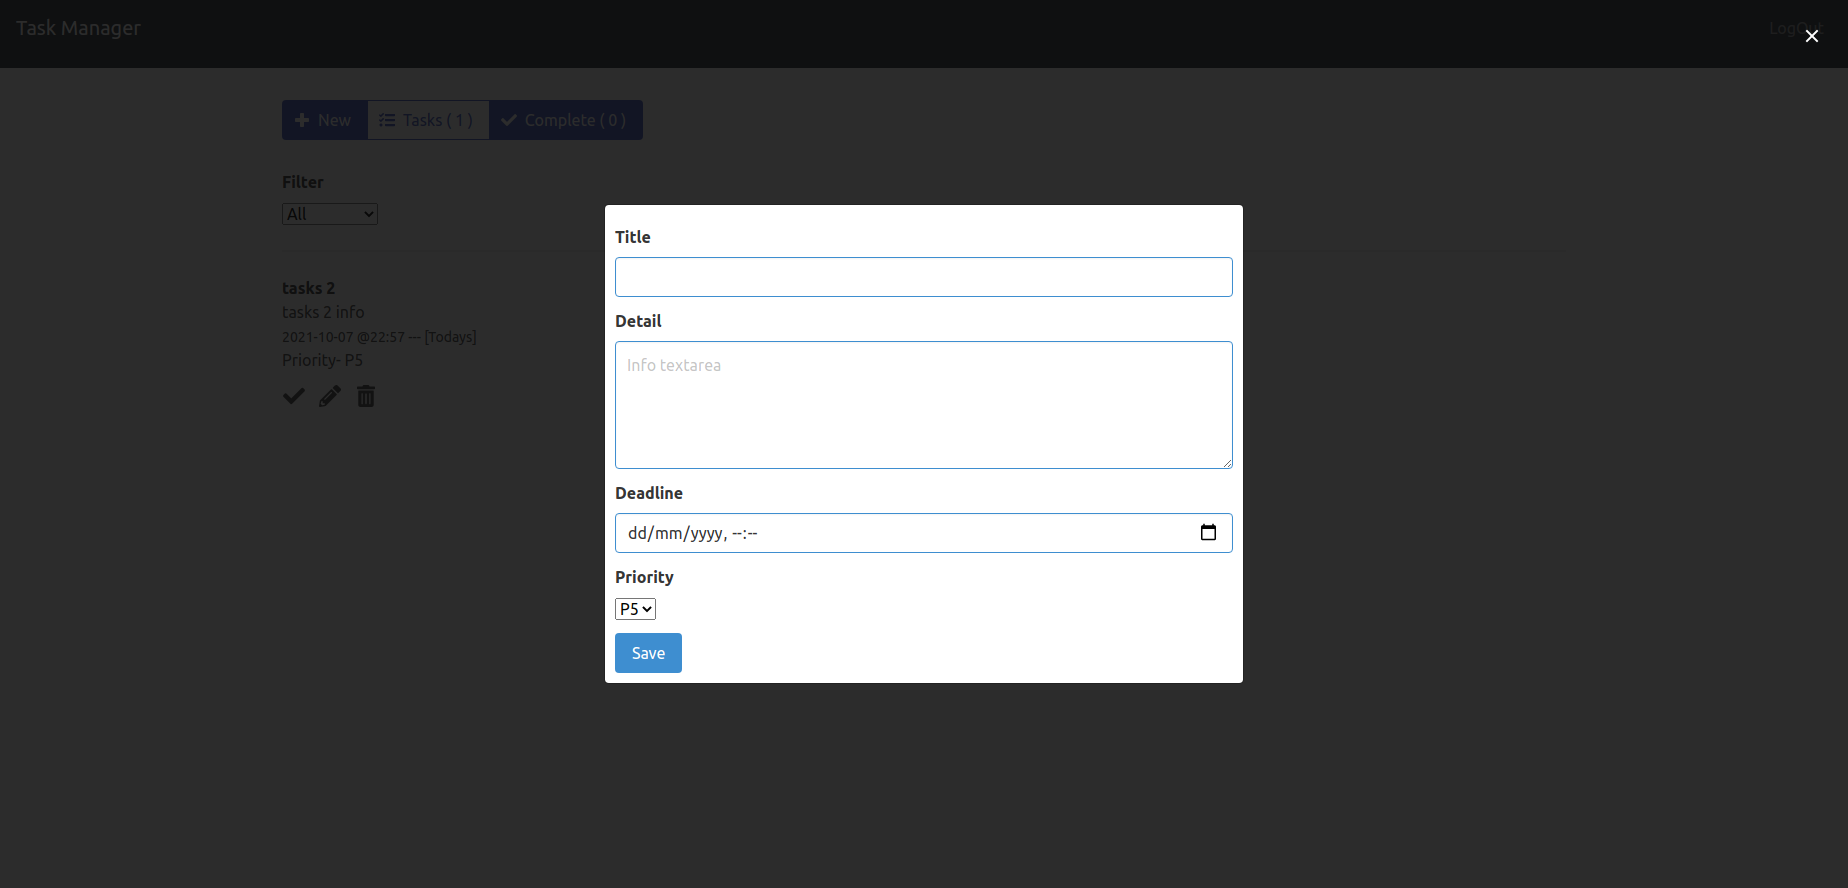 Task Manager
LogOut
New
Tasks ( 1 )
Complete ( 0 )
Filter
All
tasks 2
tasks 2 info
2021-10-07 @22:57 --- [Todays]
Priority- P5
Title
Detail
Info textarea
Deadline
dd/mm/yyyy, --:--
Priority
P5
Save